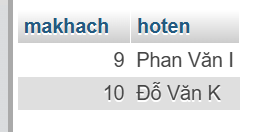 makhach hoten
9 Phan Văn I
10 Đỗ Văn K